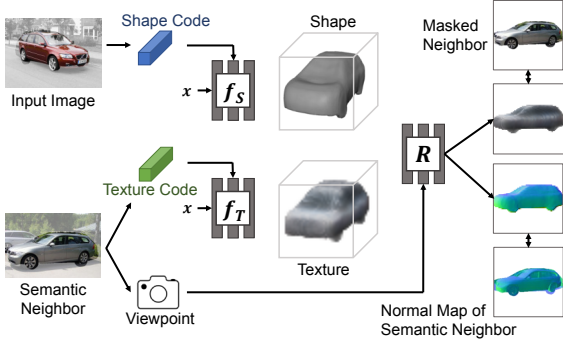 Shape Code
Shape
Masked
Neighbor
Input Image
x
f_S
R
Texture Code
x
f_T
Semantic
Neighbor
Texture
Viewpoint
Normal Map of
Semantic Neighbor